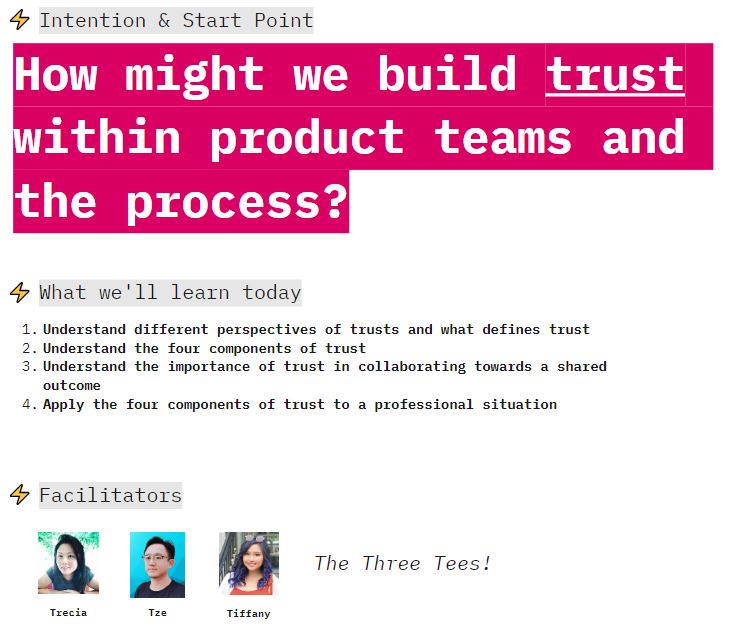 Intention & Start Point
How might we build trust
within product teams and
the process?
What we'll learn today
1. Understand different perspectives of trusts and what defines trust
2. Understand the four components of trust
3. Understand the importance of trust in collaborating towards a shared
outcome
4. Apply the four components of trust to a professional situation
Facilitators
The Three Tees!
Trecia Tze Tiffany